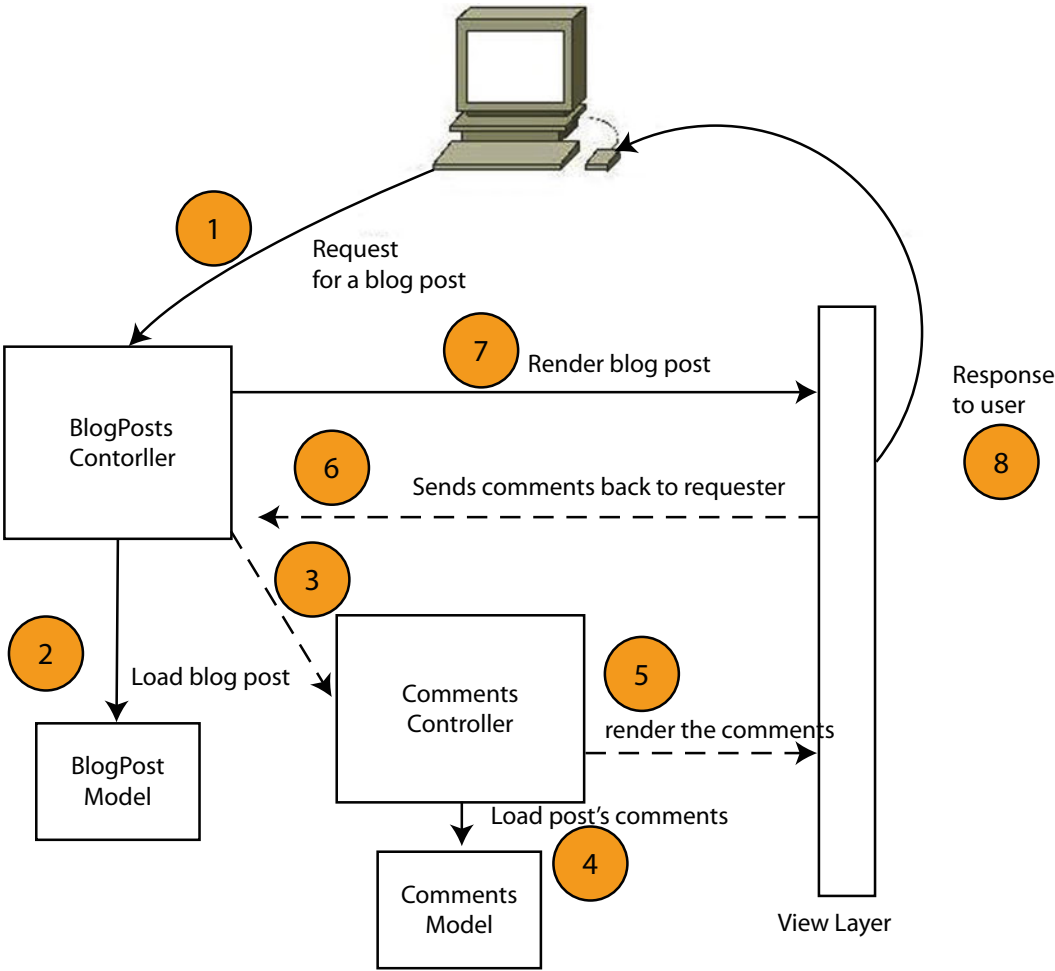 1
Request
for a blog post
7
Render blog post
Response
to user
8
BlogPosts
Contorller
6
Sends comments back to requester
3
2
Load blog post
Comments
Controller
5
render the comments
BlogPost
Model
Load post's comments
4
Comments
Model
View Layer